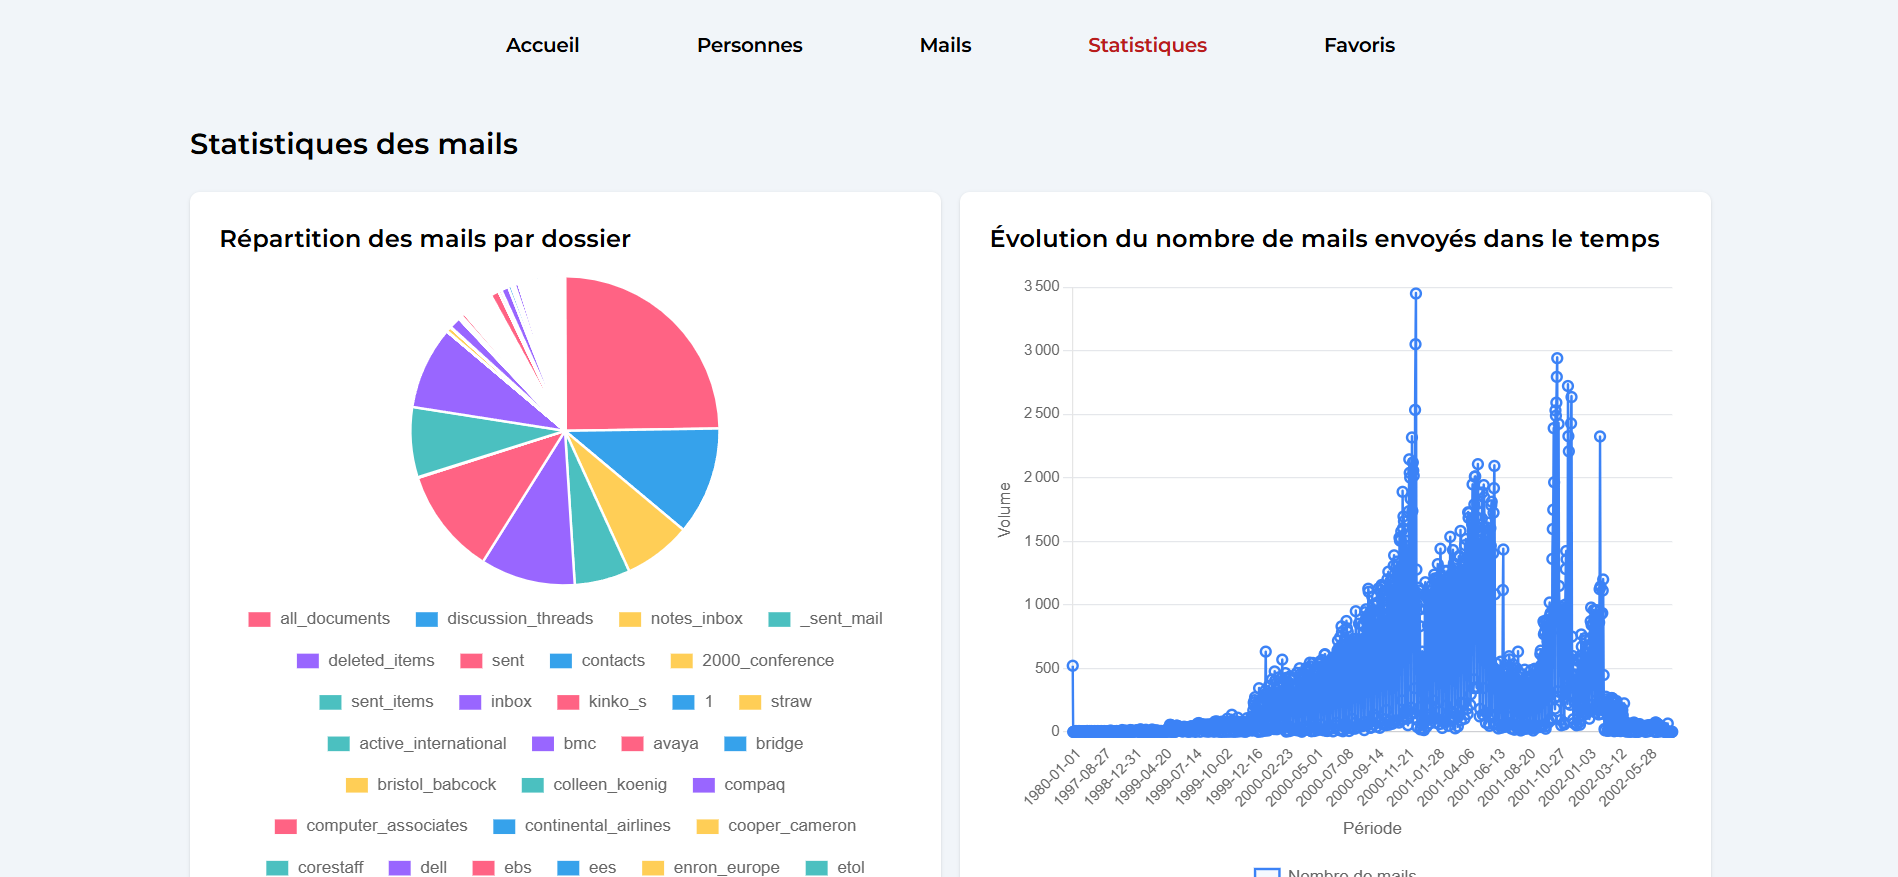 Accueil Personnes Mails Statistiques Favoris
Statistiques des mails
Répartition des mails par dossier
all_documents discussion_threads notes_inbox _sent_mail
deleted_items sent contacts 2000_conference
sent_items inbox kinko_s 1 straw
active_international bmc avaya bridge
bristol_babcock colleen_koenig compaq
computer_associates continental_airlines cooper_cameron
corestaff dell ebs ees enron_europe etol
Évolution du nombre de mails envoyés dans le temps
3 500
3 000
2 500
2 000
1 500
1 000
500
0
Volume
1980-01-01 1997-08-27 1998-12-31 1999-04-20 1999-07-14 1999-10-02 1999-12-16 2000-02-23 2000-05-01 2000-07-08 2000-09-14 2000-11-21 2001-01-28 2001-04-06 2001-06-13 2001-08-20 2001-10-27 2002-01-03 2002-03-12 2002-05-28
Période
Nombre de mails